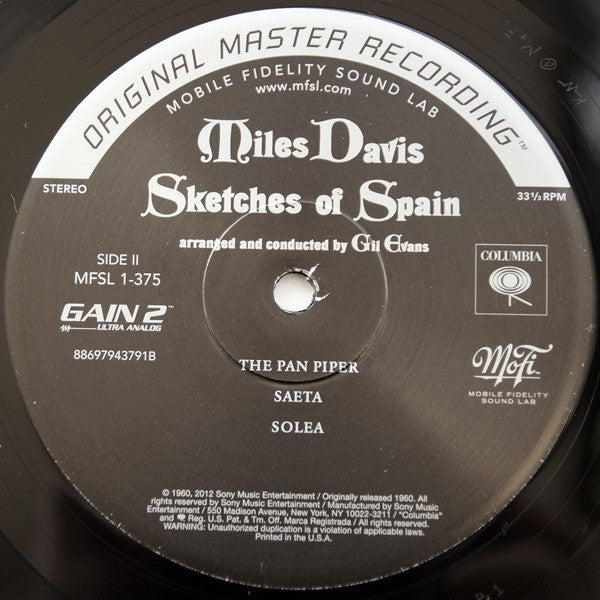 ORIGINAL MASTER RECORDING™
MOBILE FIDELITY SOUND LAB
www.mfsl.com
Miles Davis
STEREO
33 1/3 RPM
Sketches of Spain
arranged and conducted by Gil Evans
SIDE II
MFSL 1-375
COLUMBIA
GAIN 2™
ULTRA ANALOG
88697943791B
THE PAN PIPER
SAETA
SOLEA
MoFi
MOBILE FIDELITY
SOUND LAB
© 1960, 2012 Sony Music Entertainment / Originally released 1960. All
rights reserved by Sony Music Entertainment / Manufactured by Sony Music
Entertainment / 550 Madison Avenue, New York, NY 10022-3211 / "Columbia"
and Reg. U.S. Pat. & Tm. Off. Marca Registrada / All rights reserved.
WARNING: Unauthorized duplication is a violation of applicable laws.
Printed in the U.S.A.